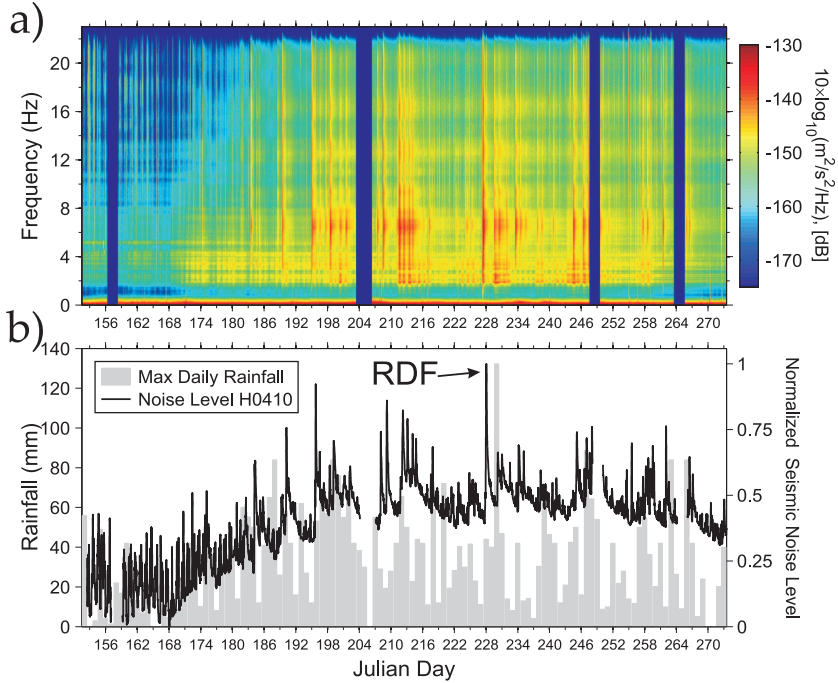 a)
Frequency (Hz)
20
16
12
8
4
0
156 162 168 174 180 186 192 198 204 210 216 222 228 234 240 246 252 258 264 270
-130
-140
-150
-160
-170
10×log10(m2/s2/Hz), [dB]
b)
Rainfall (mm)
140
120
100
80
60
40
20
0
Max Daily Rainfall
Noise Level H0410
RDF
1
0.75
0.5
0.25
0
Normalized Seismic Noise Level
156 162 168 174 180 186 192 198 204 210 216 222 228 234 240 246 252 258 264 270
Julian Day